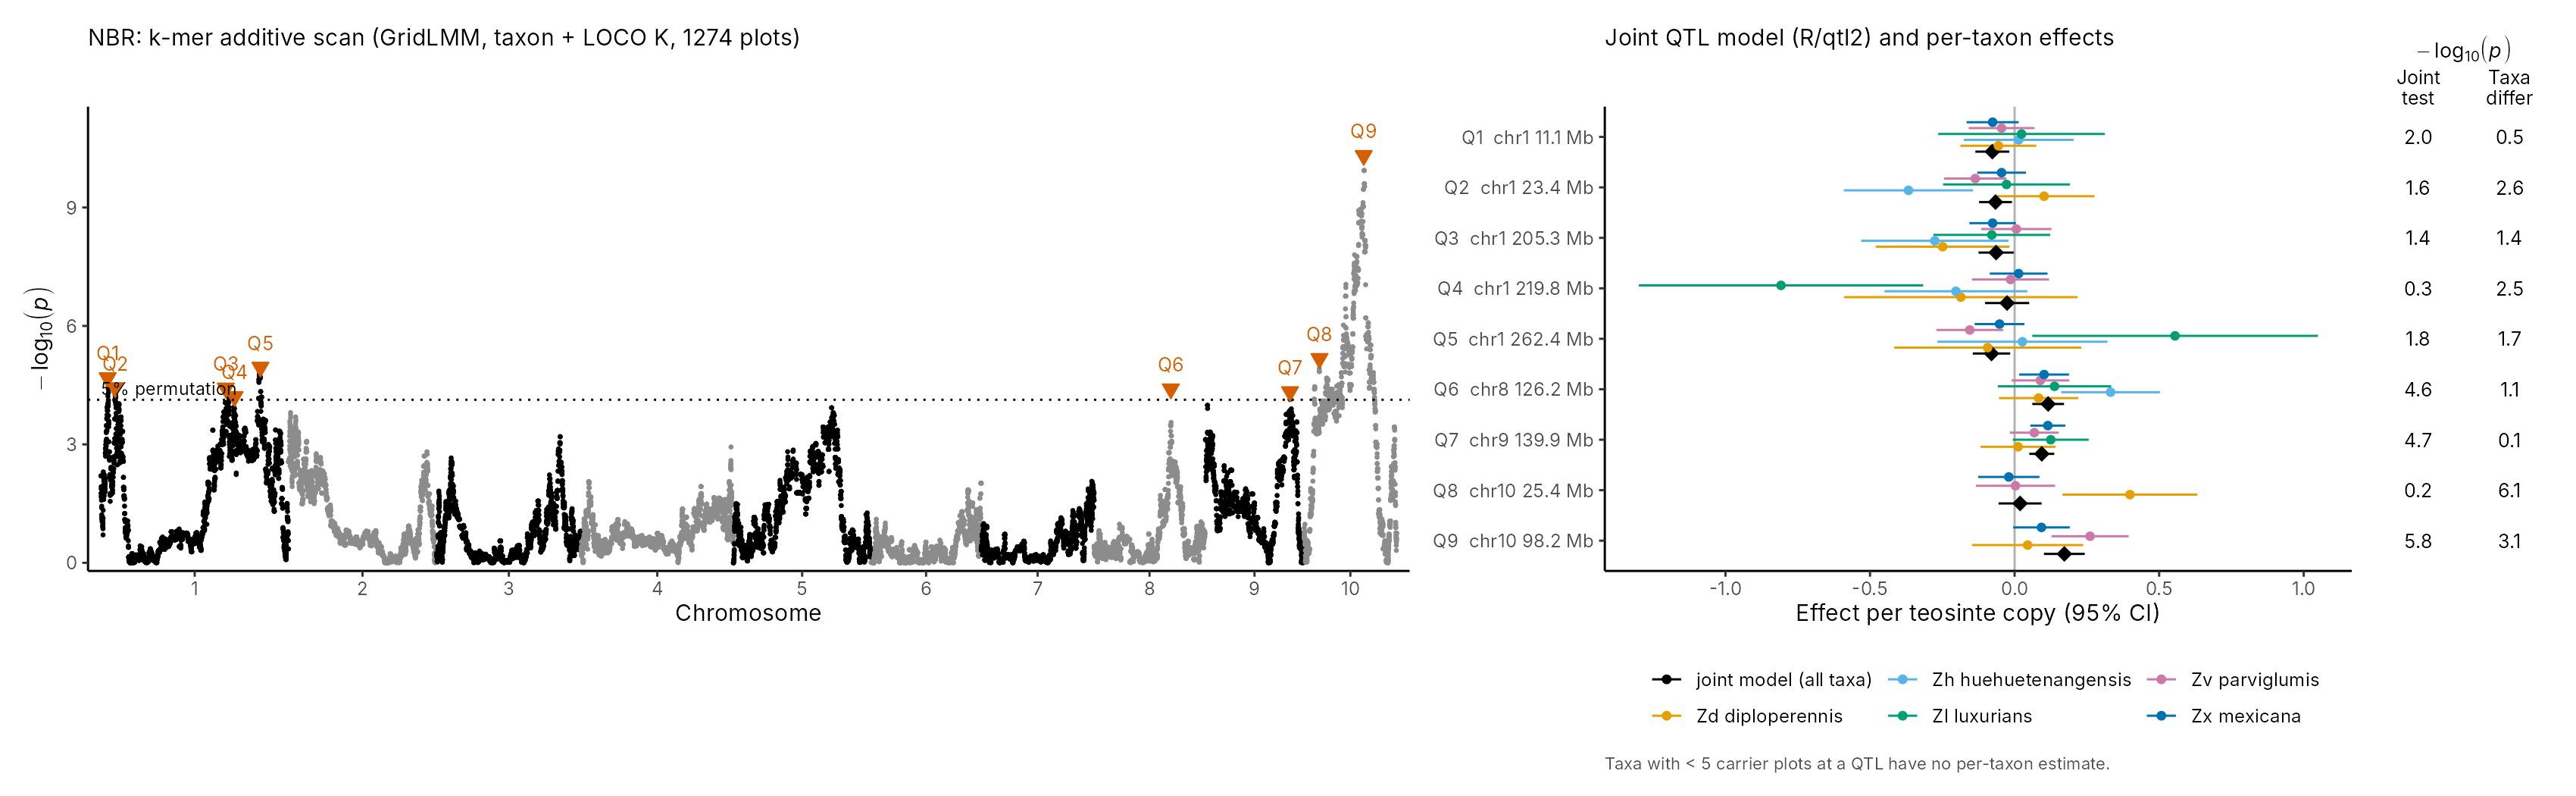 NBR: k-mer additive scan (GridLMM, taxon + LOCO K, 1274 plots)
− log10(p)
9
6
3
0
Q1
Q2
5% permutation
Q3
Q4
Q5
Q6
Q7
Q8
Q9
1 2 3 4 5 6 7 8 9 10
Chromosome
Joint QTL model (R/qtl2) and per-taxon effects
− log10(p)
Joint test
Taxa differ
Q1 chr1 11.1 Mb 2.0 0.5
Q2 chr1 23.4 Mb 1.6 2.6
Q3 chr1 205.3 Mb 1.4 1.4
Q4 chr1 219.8 Mb 0.3 2.5
Q5 chr1 262.4 Mb 1.8 1.7
Q6 chr8 126.2 Mb 4.6 1.1
Q7 chr9 139.9 Mb 4.7 0.1
Q8 chr10 25.4 Mb 0.2 6.1
Q9 chr10 98.2 Mb 5.8 3.1
-1.0 -0.5 0.0 0.5 1.0
Effect per teosinte copy (95% CI)
joint model (all taxa) Zh huehuetenangensis Zv parviglumis
Zd diploperennis Zl luxurians Zx mexicana
Taxa with < 5 carrier plots at a QTL have no per-taxon estimate.